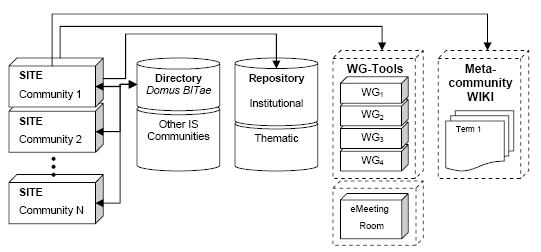 SITE
Community 1
SITE
Community 2
SITE
Community N
Directory
Domus BITae
Other IS
Communities
Repository
Institutional
Thematic
WG-Tools
WG1
WG2
WG3
WG4
eMeeting
Room
Meta-
community
WIKI
Term 1